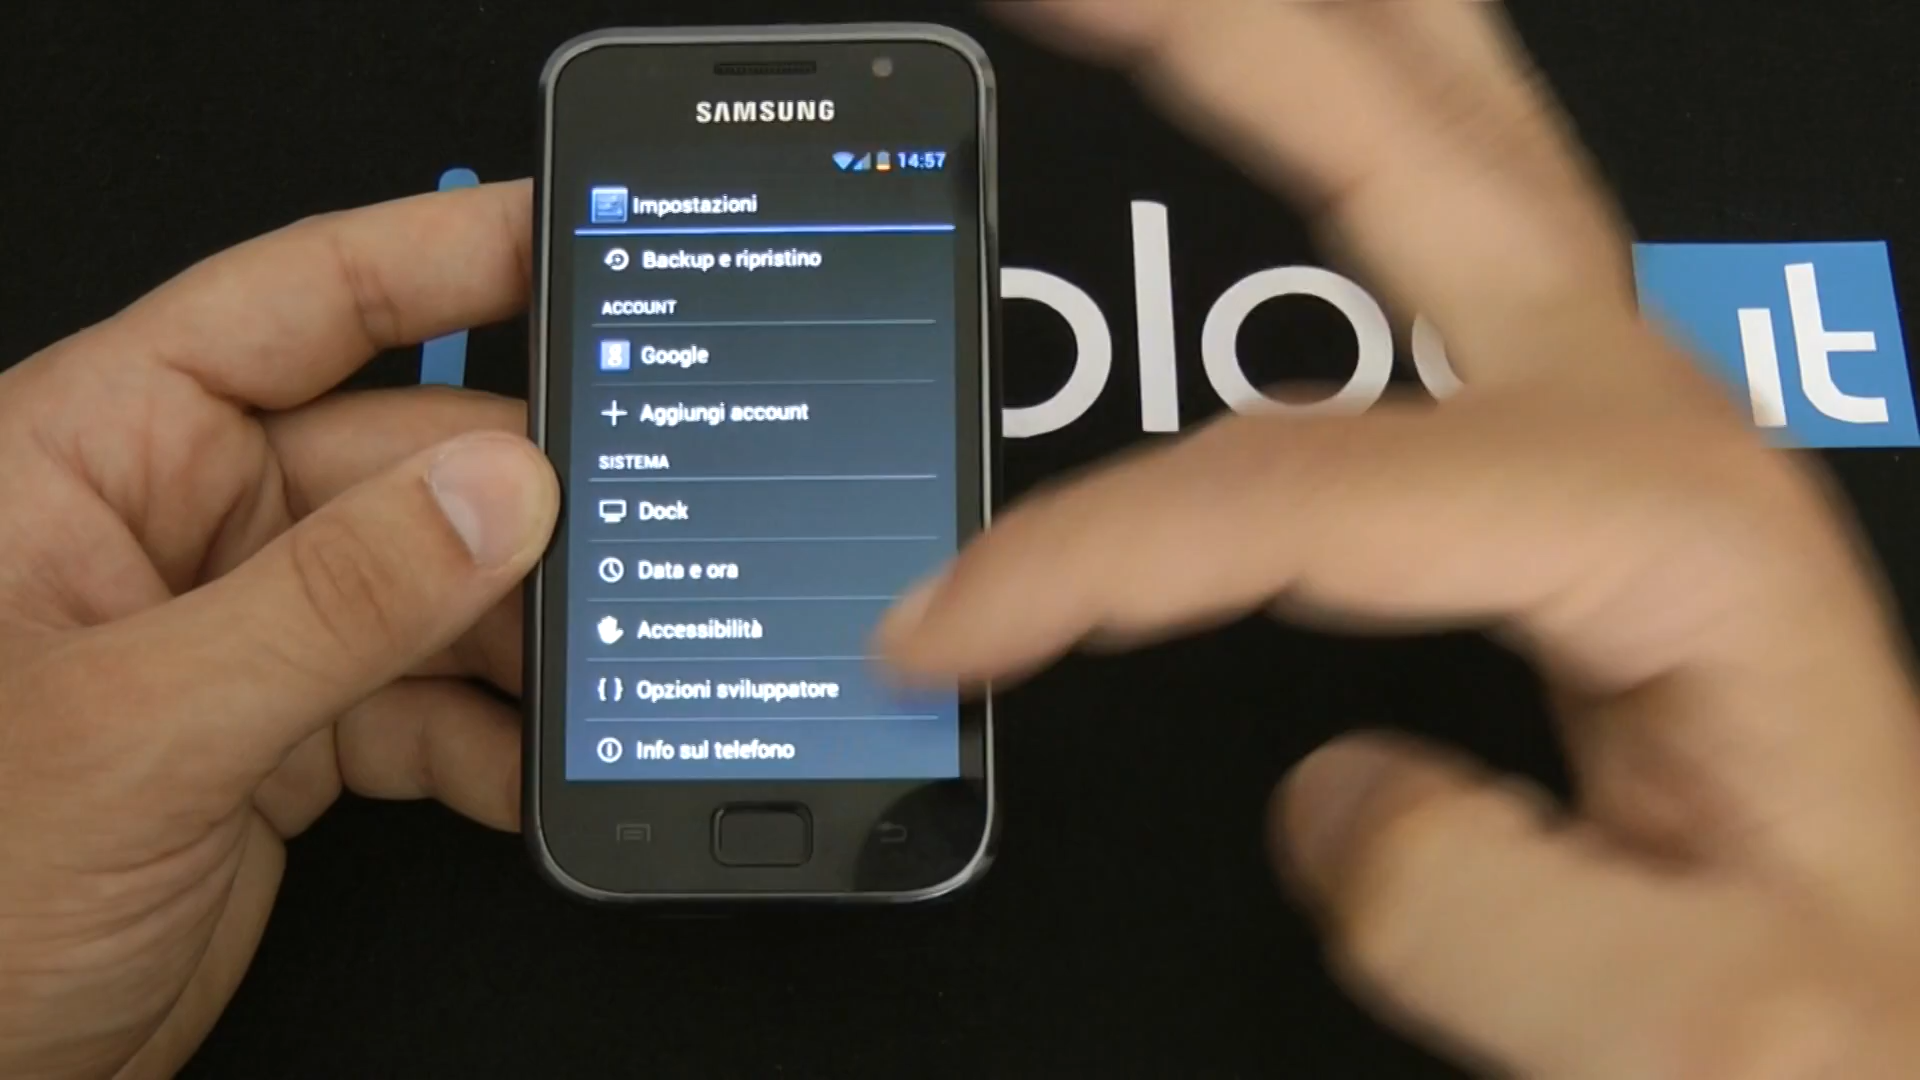 SAMSUNG
14:57
Impostazioni
Backup e ripristino
ACCOUNT
Google
Aggiungi account
SISTEMA
Dock
Data e ora
Accessibilità
{ } Opzioni sviluppatore
Info sul telefono
it